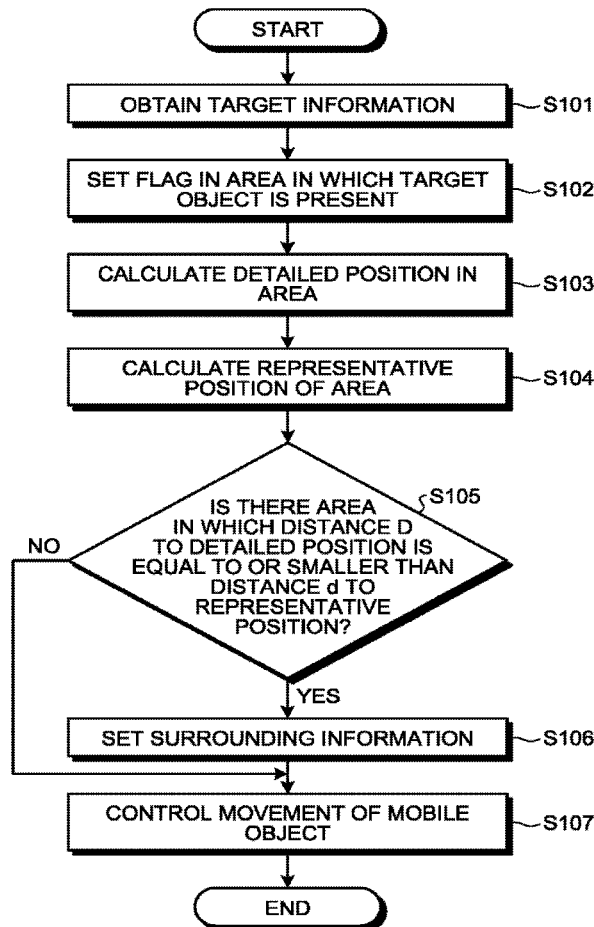 START
OBTAIN TARGET INFORMATION
S101
SET FLAG IN AREA IN WHICH TARGET
OBJECT IS PRESENT
S102
CALCULATE DETAILED POSITION IN
AREA
S103
CALCULATE REPRESENTATIVE
POSITION OF AREA
S104
S105
IS THERE AREA
IN WHICH DISTANCE D
TO DETAILED POSITION IS
EQUAL TO OR SMALLER THAN
DISTANCE d TO
REPRESENTATIVE
POSITION?
NO
YES
SET SURROUNDING INFORMATION
S106
CONTROL MOVEMENT OF MOBILE
OBJECT
S107
END